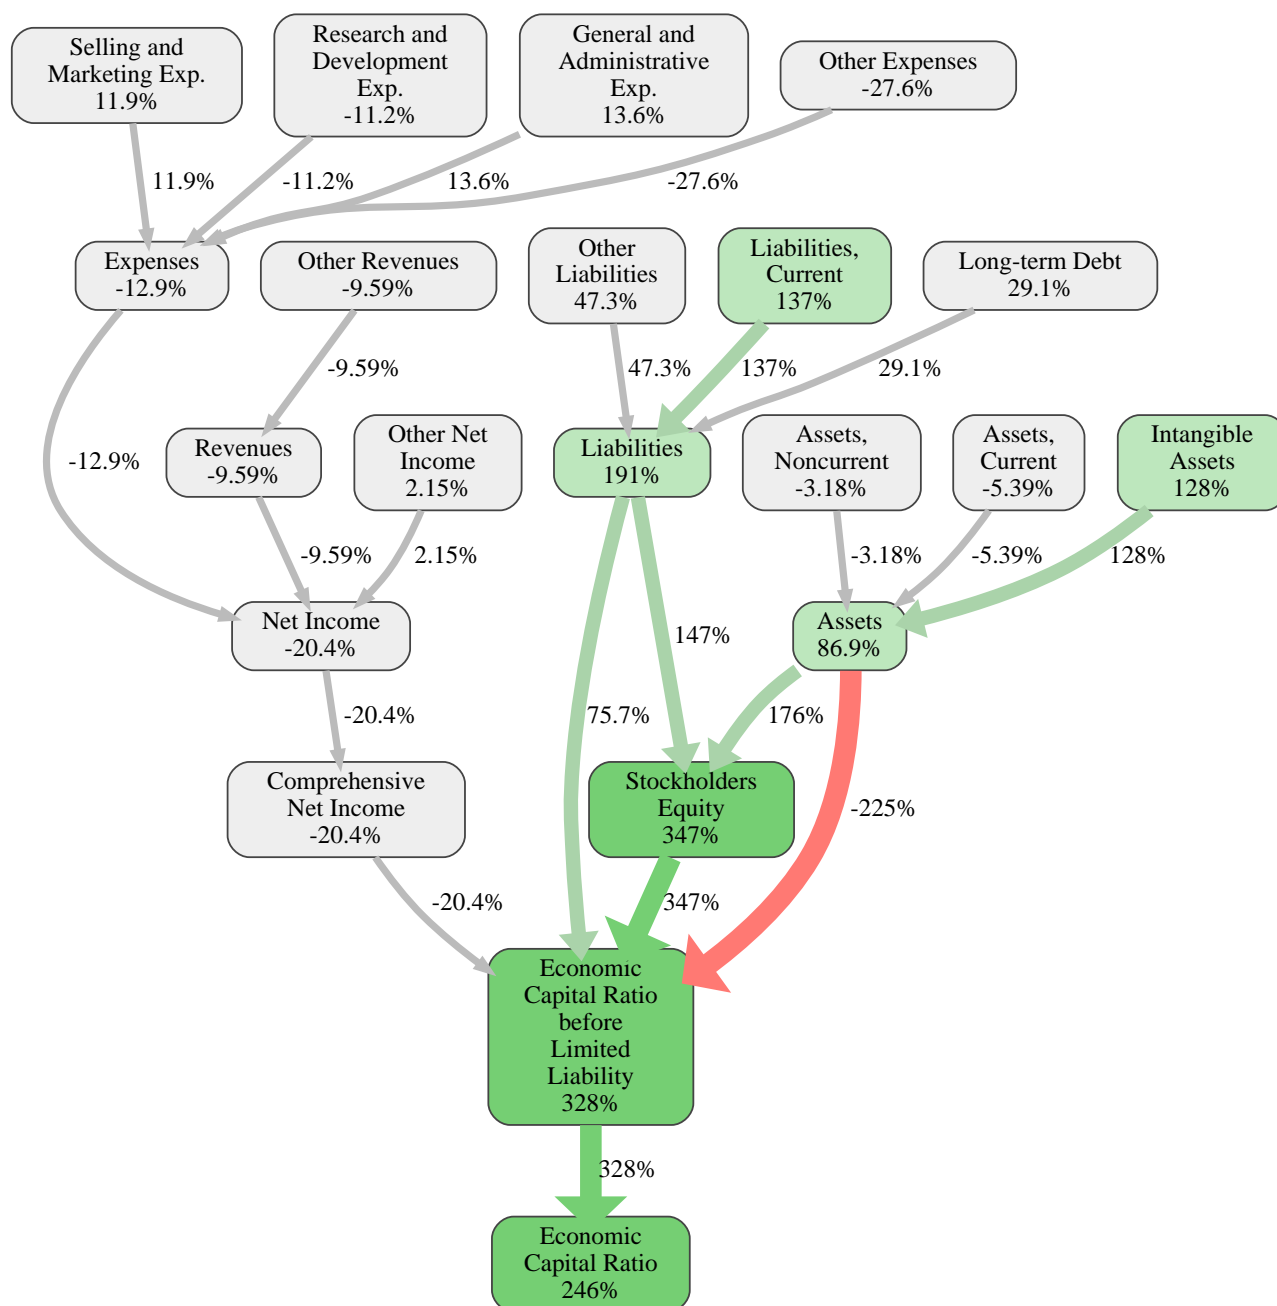 Selling and
Marketing Exp.
11.9%
Research and
Development
Exp.
-11.2%
General and
Administrative
Exp.
13.6%
Other Expenses
-27.6%
11.9%
-11.2%
13.6%
-27.6%
Expenses
-12.9%
Other Revenues
-9.59%
Other
Liabilities
47.3%
Liabilities,
Current
137%
Long-term Debt
29.1%
-9.59%
47.3%
137%
29.1%
-12.9%
Revenues
-9.59%
Other Net
Income
2.15%
Liabilities
191%
Assets,
Noncurrent
-3.18%
Assets,
Current
-5.39%
Intangible
Assets
128%
-9.59%
2.15%
-3.18%
-5.39%
128%
Net Income
-20.4%
147%
Assets
86.9%
-20.4%
75.7%
176%
Comprehensive
Net Income
-20.4%
Stockholders
Equity
347%
-225%
-20.4%
347%
Economic
Capital Ratio
before
Limited
Liability
328%
328%
Economic
Capital Ratio
246%